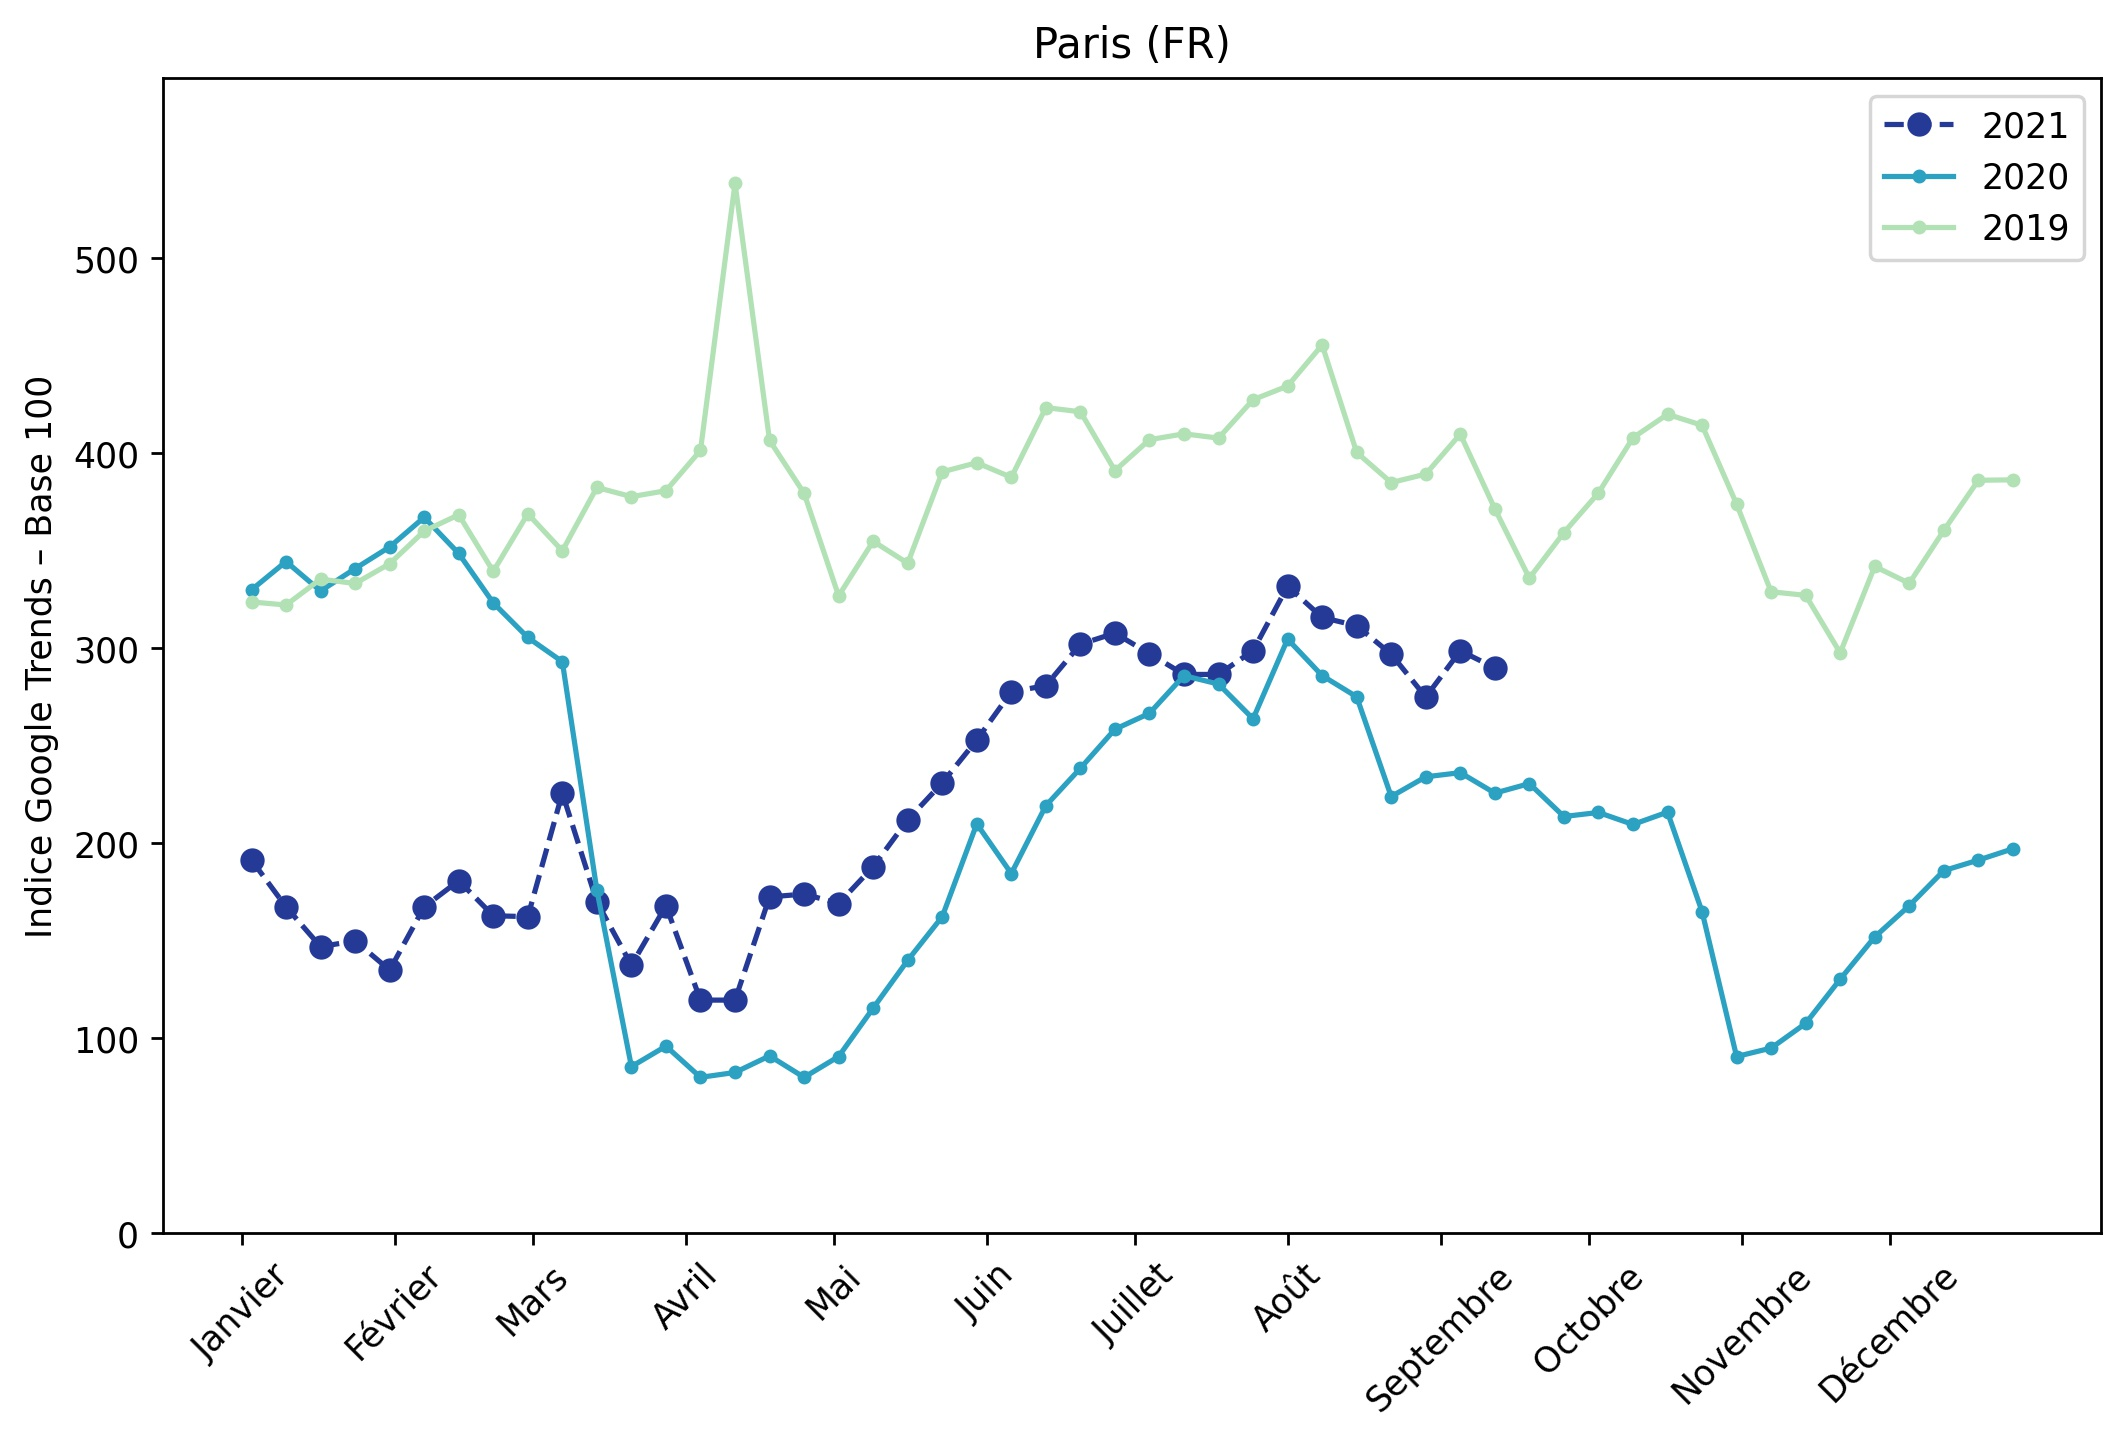 Paris (FR)
2021
2020
2019
Indice Google Trends – Base 100
500
400
300
200
100
0
Janvier
Février
Mars
Avril
Mai
Juin
Juillet
Août
Septembre
Octobre
Novembre
Décembre